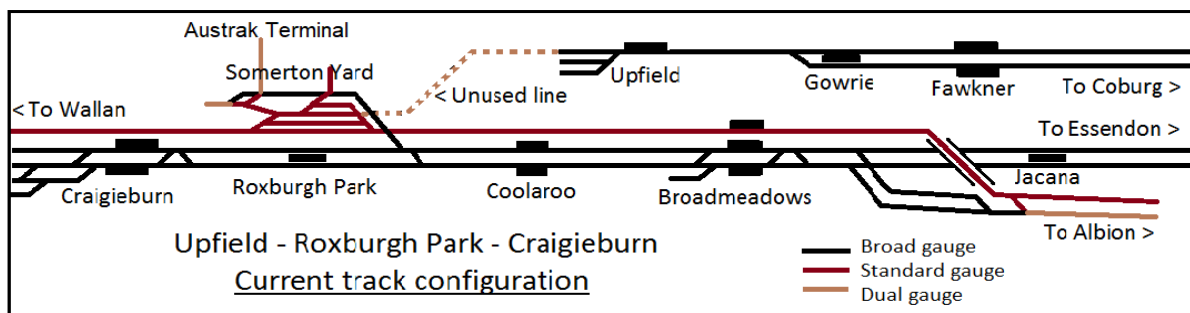 Austrak Terminal
Somerton Yard
Upfield
Gowrie
Fawkner
To Coburg >
< To Wallan
< Unused line
To Essendon >
Craigieburn
Roxburgh Park
Coolaroo
Broadmeadows
Jacana
To Albion >
Upfield - Roxburgh Park - Craigieburn
Current track configuration
Broad gauge
Standard gauge
Dual gauge